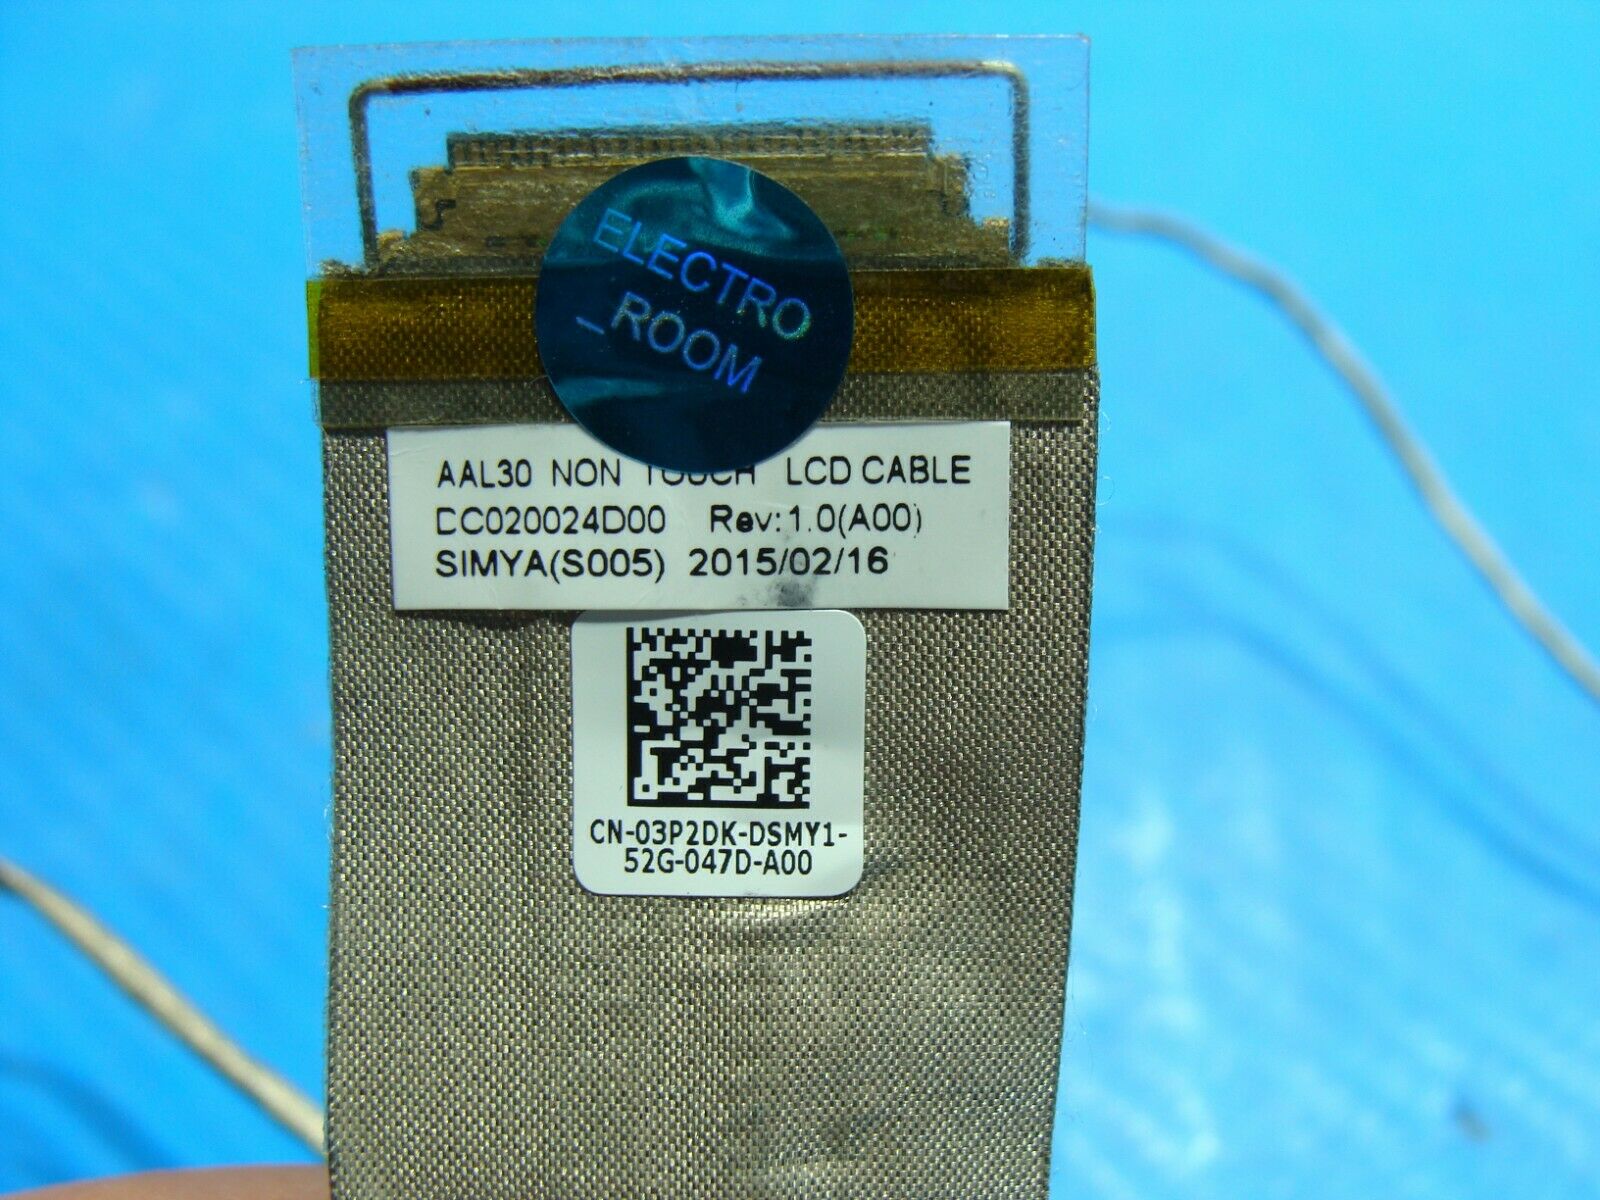 ELECTRO
_ROOM
AAL30 NON TOUCH LCD CABLE
DC020024D00 Rev:1.0(A00)
SIMYA(S005) 2015/02/16
CN-03P2DK-DSMY1-
52G-047D-A00